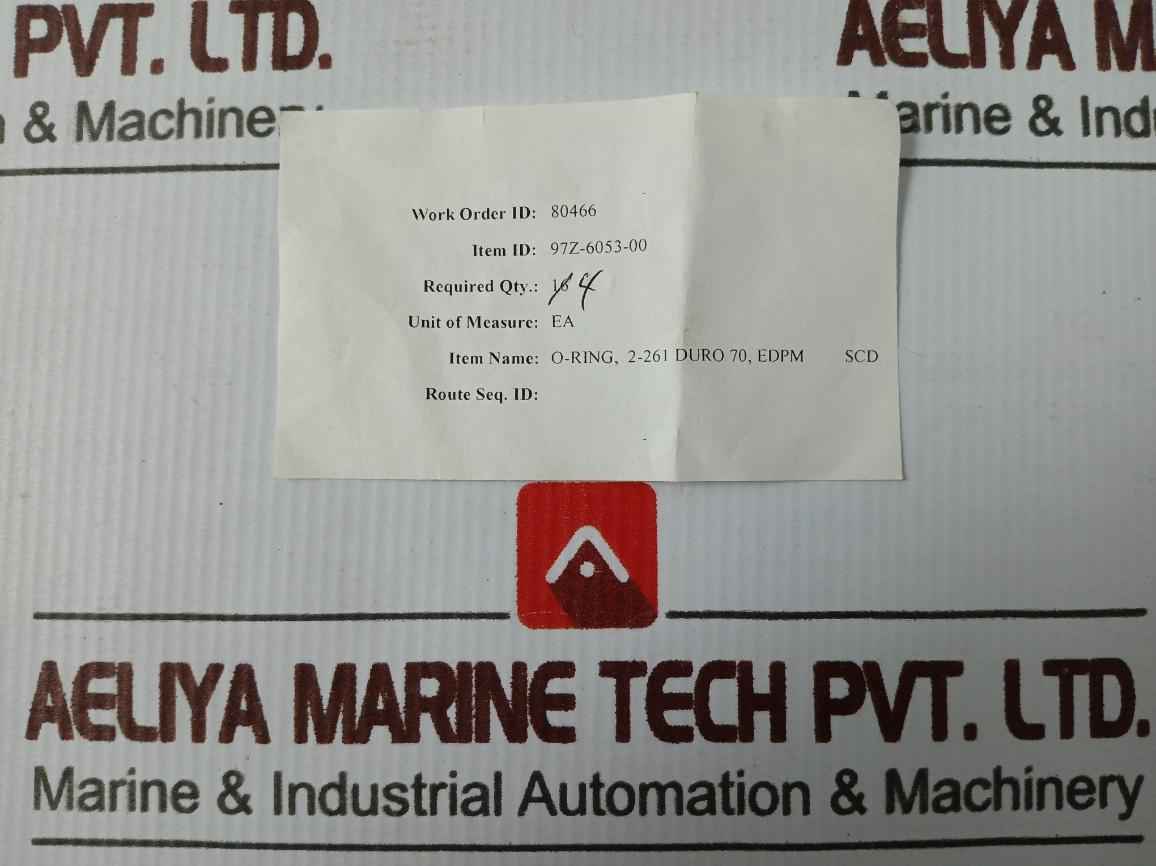 PVT. LTD.
AELIYA M
& Machine
arine & Ind
Work Order ID: 80466
Item ID: 97Z-6053-00
Required Qty.: 16 4
Unit of Measure: EA
Item Name: O-RING, 2-261 DURO 70, EDPM SCD
Route Seq. ID:
AELIYA MARINE TECH PVT. LTD.
Marine & Industrial Automation & Machinery